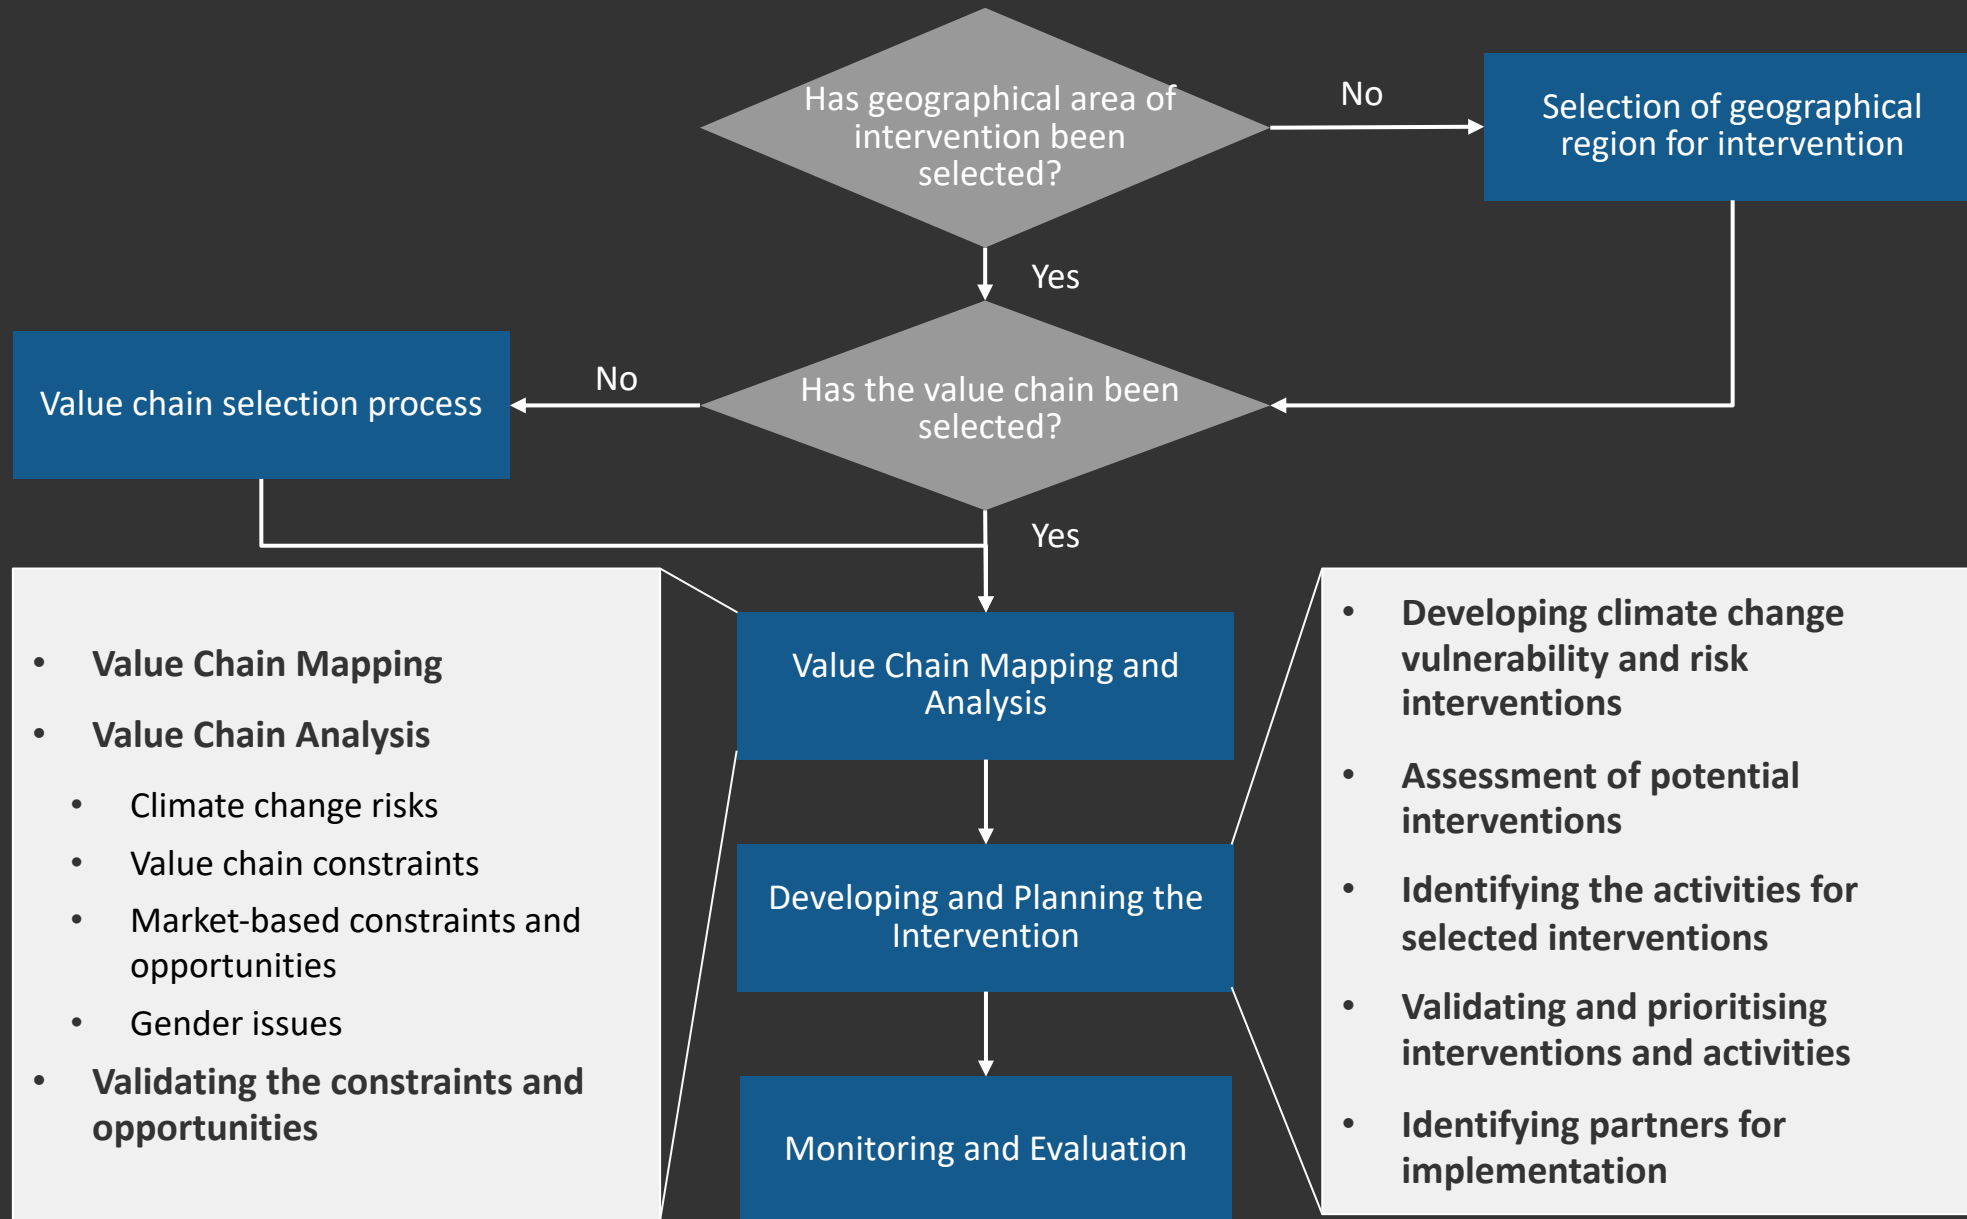 Has geographical area of
intervention been
selected?
No
Selection of geographical
region for intervention
Yes
Value chain selection process
No
Has the value chain been
selected?
Yes
• Value Chain Mapping
• Value Chain Analysis
• Climate change risks
• Value chain constraints
• Market-based constraints and
opportunities
• Gender issues
• Validating the constraints and
opportunities
Value Chain Mapping and
Analysis
Developing and Planning the
Intervention
Monitoring and Evaluation
• Developing climate change
vulnerability and risk
interventions
• Assessment of potential
interventions
• Identifying the activities for
selected interventions
• Validating and prioritising
interventions and activities
• Identifying partners for
implementation